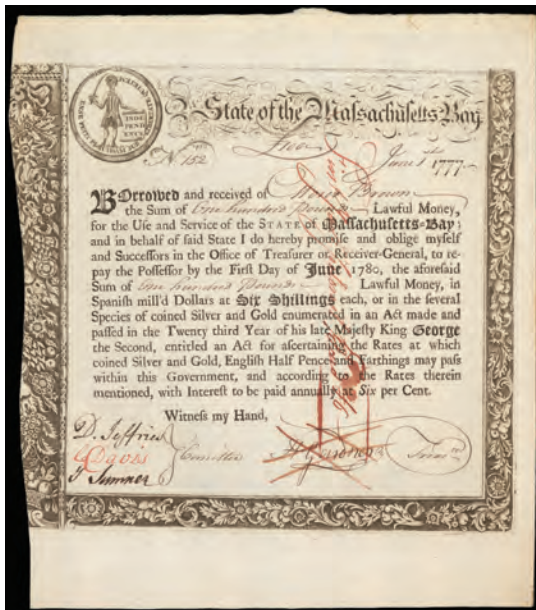 State of the Massachusetts Bay.
No 152
June 1st 1777
Borrowed and received of
the Sum of One hundred Pounds Lawful Money,
for the Use and Service of the STATE of Massachusetts-Bay;
and in behalf of said State I do hereby promise and oblige myself
and Successors in the Office of Treasurer or Receiver-General, to re-
pay the Possessor by the First Day of June 1780, the aforesaid
Sum of One hundred Pounds Lawful Money, in
Spanish mill'd Dollars at Six Shillings each, or in the several
Species of coined Silver and Gold enumerated in an Act made and
passed in the Twenty third Year of his late Majesty King George
the Second, entitled an Act for ascertaining the Rates at which
coined Silver and Gold, English Half Pence and Farthings may pass
within this Government, and according to the Rates therein
mentioned, with Interest to be paid annually at Six per Cent.
Witness my Hand,
D. Jeffries
Davis
Sumner
Committee
H Gardner